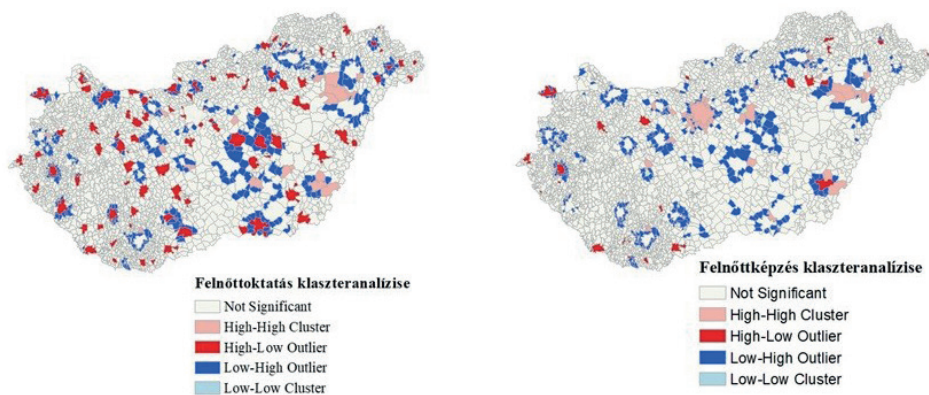 Felnőttoktatás klaszteranalízise
Not Significant
High-High Cluster
High-Low Outlier
Low-High Outlier
Low-Low Cluster
Felnőttképzés klaszteranalízise
Not Significant
High-High Cluster
High-Low Outlier
Low-High Outlier
Low-Low Cluster